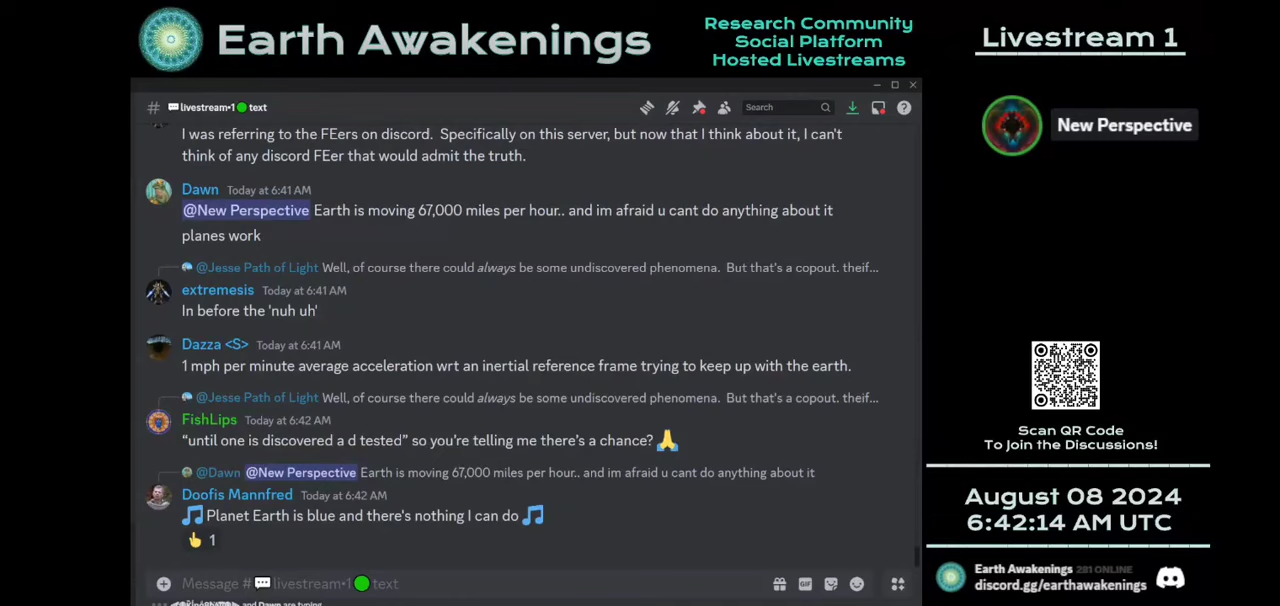 Earth Awakenings
Research Community
Social Platform
Hosted Livestreams
Livestream 1
New Perspective
# livestream•1 text
Search
I was referring to the FEers on discord. Specifically on this server, but now that I think about it, I can't
think of any discord FEer that would admit the truth.
Dawn Today at 6:41 AM
@New Perspective Earth is moving 67,000 miles per hour.. and im afraid u cant do anything about it
planes work
@Jesse Path of Light Well, of course there could always be some undiscovered phenomena. But that's a copout. theif...
extremesis Today at 6:41 AM
In before the 'nuh uh'
Dazza <S> Today at 6:41 AM
1 mph per minute average acceleration wrt an inertial reference frame trying to keep up with the earth.
@Jesse Path of Light Well, of course there could always be some undiscovered phenomena. But that's a copout. theif...
FishLips Today at 6:42 AM
“until one is discovered a d tested” so you're telling me there's a chance? 🙏
@Dawn @New Perspective Earth is moving 67,000 miles per hour.. and im afraid u cant do anything about it
Doofis Mannfred Today at 6:42 AM
🎵 Planet Earth is blue and there's nothing I can do 🎵
👆 1
Message # 💬 livestream•1 🟢 text
GIF
and Dawn are typing
Scan QR Code
To Join the Discussions!
August 08 2024
6:42:14 AM UTC
Earth Awakenings 281 ONLINE
discord.gg/earthawakenings